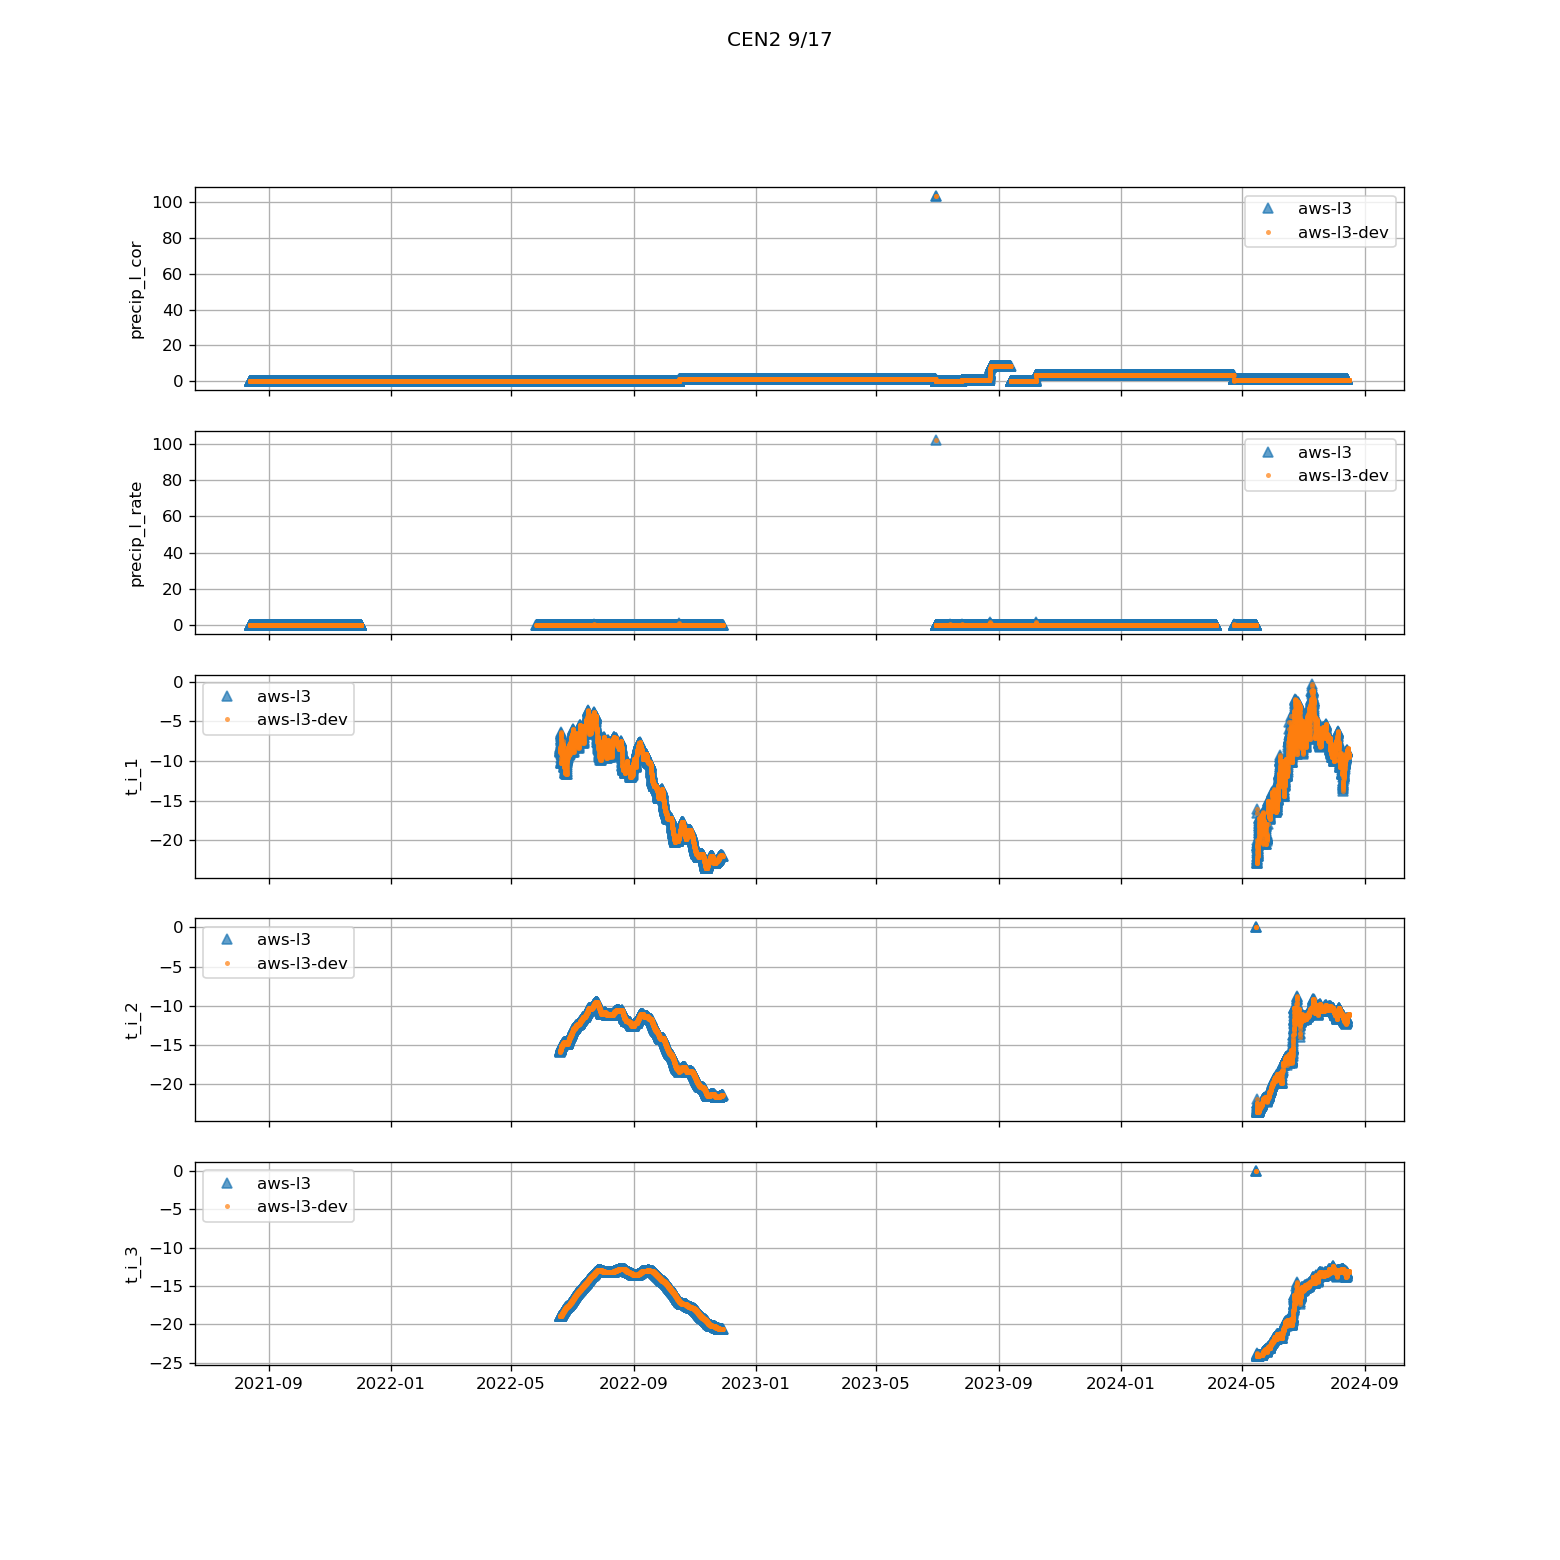 CEN2 9/17
precip_l_cor
100
80
60
40
20
0
aws-l3
aws-l3-dev
precip_l_rate
100
80
60
40
20
0
aws-l3
aws-l3-dev
t_i_1
0
−5
−10
−15
−20
aws-l3
aws-l3-dev
t_i_2
0
−5
−10
−15
−20
aws-l3
aws-l3-dev
t_i_3
0
−5
−10
−15
−20
−25
aws-l3
aws-l3-dev
2021-09 2022-01 2022-05 2022-09 2023-01 2023-05 2023-09 2024-01 2024-05 2024-09